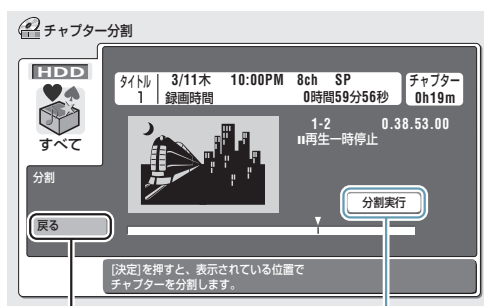 チャプター分割
HDD
すべて
タイトル 3/11木 10:00PM 8ch SP チャプター
1 録画時間 0時間59分56秒 0h19m
1-2 0.38.53.00
II再生一時停止
分割
分割実行
戻る
[決定]を押すと、表示されている位置で
チャプターを分割します。